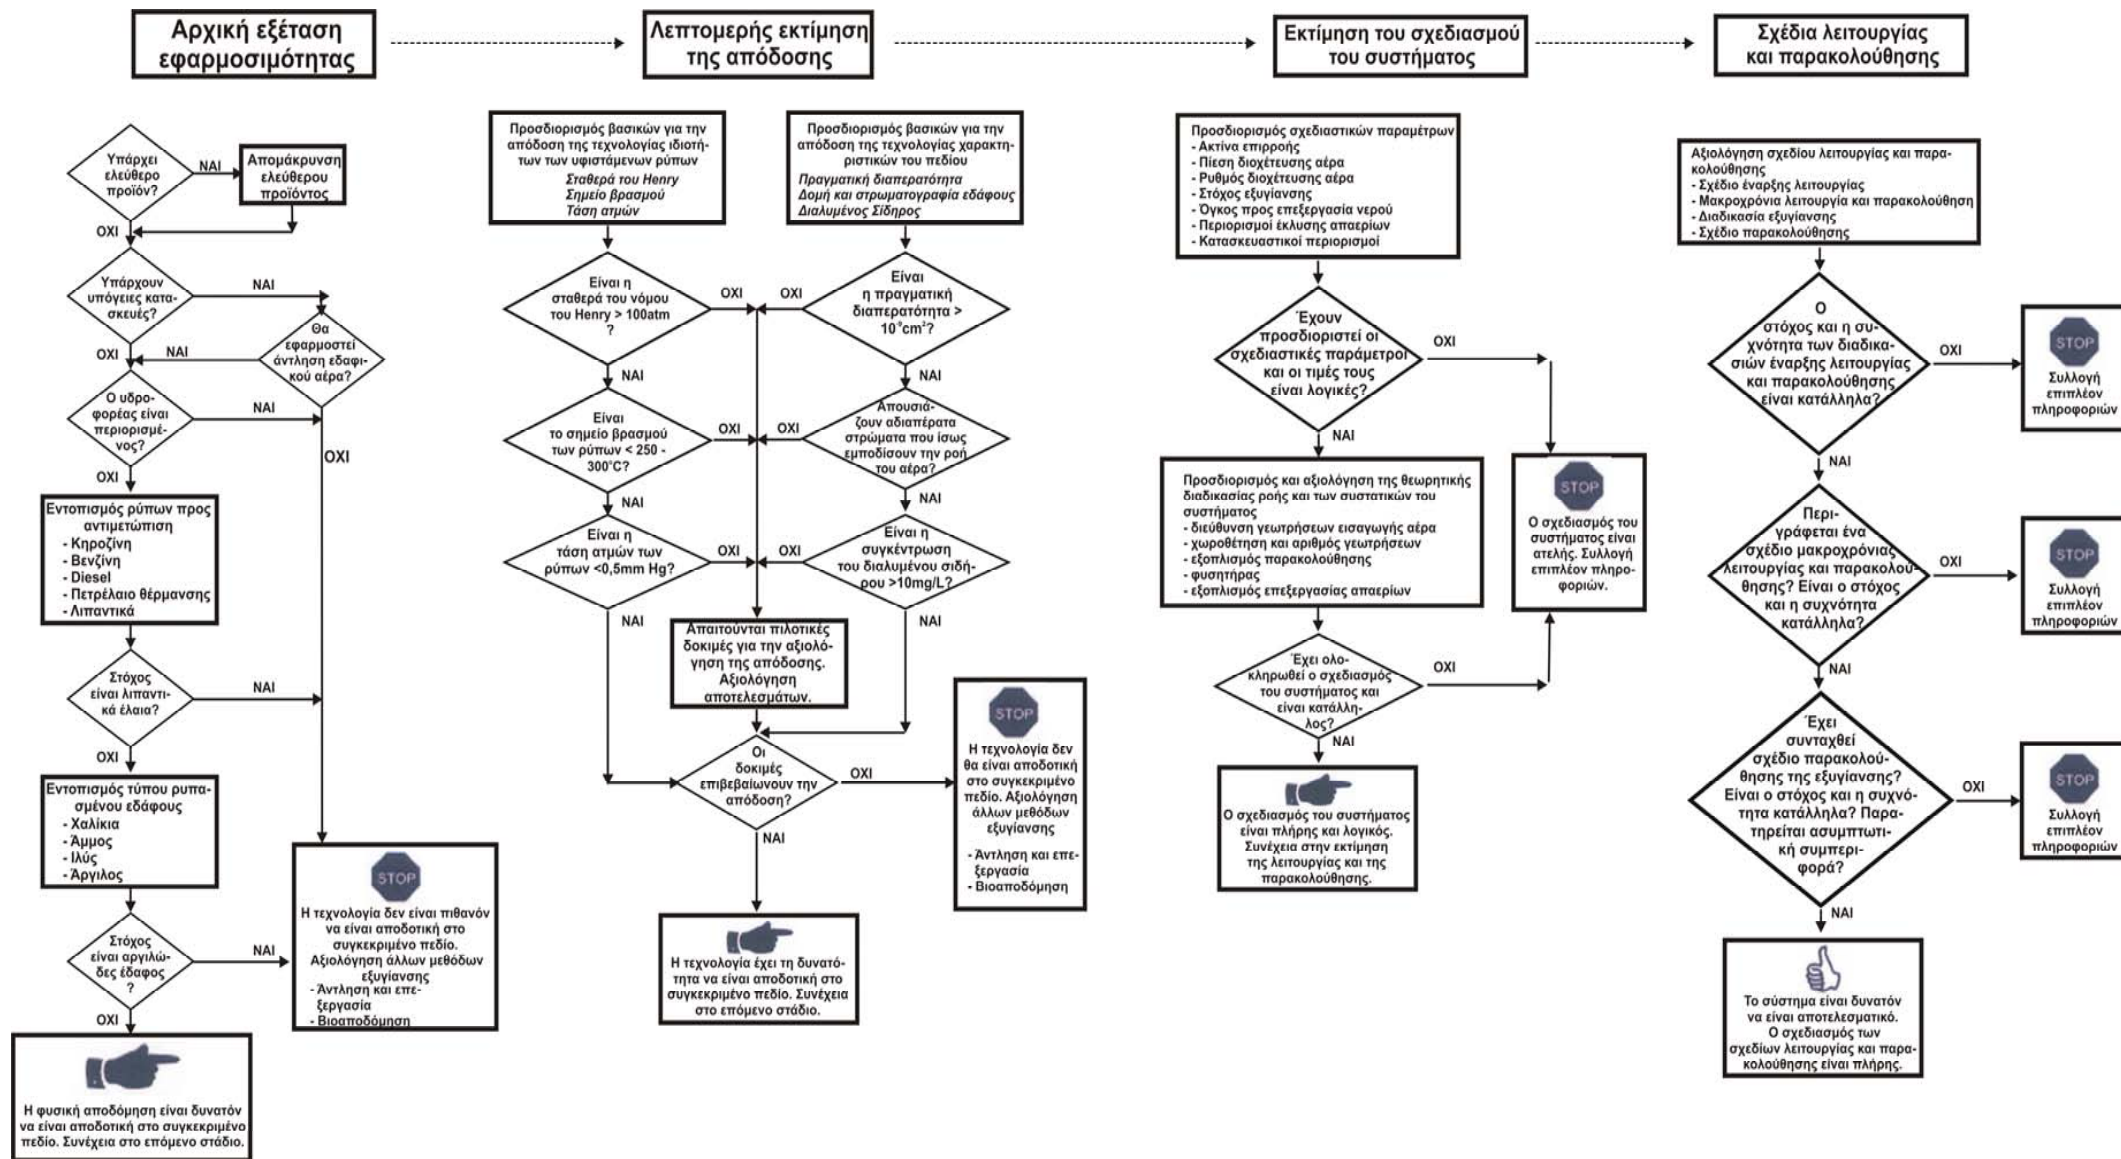 Αρχική εξέταση
εφαρμοσιμότητας
Λεπτομερής εκτίμηση
της απόδοσης
Εκτίμηση του σχεδιασμού
του συστήματος
Σχέδια λειτουργίας
και παρακολούθησης
Υπάρχει
ελεύθερο
προϊόν?
ΝΑΙ
Απομάκρυνση
ελεύθερου
προϊόντος
ΟΧΙ
Υπάρχουν
υπόγειες κατα-
σκευές?
ΝΑΙ
Θα
εφαρμοστεί
άντληση εδαφι-
κού αέρα?
ΝΑΙ
ΟΧΙ
Ο υδρο-
φορέας είναι
περιορισμέ-
νος?
ΝΑΙ
ΟΧΙ
ΟΧΙ
Εντοπισμός ρύπων προς
αντιμετώπιση
- Κηροζίνη
- Βενζίνη
- Diesel
- Πετρέλαιο θέρμανσης
- Λιπαντικά
Στόχος
είναι λιπαντι-
κά έλαια?
ΝΑΙ
ΟΧΙ
Εντοπισμός τύπου ρυπα-
σμένου εδάφους
- Χαλίκια
- Άμμος
- Ιλύς
- Άργιλος
Στόχος
είναι αργιλώ-
δες έδαφος
?
ΝΑΙ
ΟΧΙ
STOP
Η τεχνολογία δεν είναι πιθανόν
να είναι αποδοτική στο
συγκεκριμένο πεδίο.
Αξιολόγηση άλλων μεθόδων
εξυγίανσης
- Άντληση και επε-
ξεργασία
- Βιοαποδόμηση
Η φυσική αποδόμηση είναι δυνατόν
να είναι αποδοτική στο συγκεκριμένο
πεδίο. Συνέχεια στο επόμενο στάδιο.
Προσδιορισμός βασικών για την
απόδοση της τεχνολογίας ιδιοτή-
των των υφιστάμενων ρύπων
Σταθερά του Henry
Σημείο βρασμού
Τάση ατμών
Προσδιορισμός βασικών για την
απόδοση της τεχνολογίας χαρακτη-
ριστικών του πεδίου
Πραγματική διαπερατότητα
Δομή και στρωματογραφία εδάφους
Διαλυμένος Σίδηρος
Είναι η
σταθερά του νόμου
του Henry > 100atm
?
ΟΧΙ
ΟΧΙ
Είναι
η πραγματική
διαπερατότητα >
10⁻⁹cm²?
ΝΑΙ
ΝΑΙ
Είναι
το σημείο βρασμού
των ρύπων < 250 -
300°C?
ΟΧΙ
ΟΧΙ
Απουσιά-
ζουν αδιαπέρατα
στρώματα που ίσως
εμποδίσουν την ροή
του αέρα?
ΝΑΙ
ΝΑΙ
Είναι η
τάση ατμών των
ρύπων <0,5mm Hg?
ΟΧΙ
ΟΧΙ
Είναι η
συγκέντρωση
του διαλυμένου σιδή-
ρου >10mg/L?
ΝΑΙ
ΝΑΙ
Απαιτούνται πιλοτικές
δοκιμές για την αξιολό-
γηση της απόδοσης.
Αξιολόγηση
αποτελεσμάτων.
Οι
δοκιμές
επιβεβαίωνουν την
απόδοση?
ΟΧΙ
ΝΑΙ
STOP
Η τεχνολογία δεν
θα είναι αποδοτική
στο συγκεκριμένο
πεδίο. Αξιολόγηση
άλλων μεθόδων
εξυγίανσης
- Άντληση και επε-
ξεργασία
- Βιοαποδόμηση
Η τεχνολογία έχει τη δυνατό-
τητα να είναι αποδοτική στο
συγκεκριμένο πεδίο. Συνέχεια
στο επόμενο στάδιο.
Προσδιορισμός σχεδιαστικών παραμέτρων
- Ακτίνα επιρροής
- Πίεση διοχέτευσης αέρα
- Ρυθμός διοχέτευσης αέρα
- Στόχος εξυγίανσης
- Όγκος προς επεξεργασία νερού
- Περιορισμοί έκλυσης απαερίων
- Κατασκευαστικοί περιορισμοί
Έχουν
προσδιοριστεί οι
σχεδιαστικές παράμετροι
και οι τιμές τους
είναι λογικές?
ΟΧΙ
ΝΑΙ
Προσδιορισμός και αξιολόγηση της θεωρητικής
διαδικασίας ροής και των συστατικών του
συστήματος
- διεύθυνση γεωτρήσεων εισαγωγής αέρα
- χωροθέτηση και αριθμός γεωτρήσεων
- εξοπλισμός παρακολούθησης
- φυσητήρας
- εξοπλισμός επεξεργασίας απαερίων
STOP
Ο σχεδιασμός του
συστήματος είναι
ατελής. Συλλογή
επιπλέον πληρο-
φοριών.
Έχει ολο-
κληρωθεί ο σχεδιασμός
του συστήματος και
είναι κατάλλη-
λος?
ΟΧΙ
ΝΑΙ
Ο σχεδιασμός του συστήματος
είναι πλήρης και λογικός.
Συνέχεια στην εκτίμηση
της λειτουργίας και της
παρακολούθησης.
Αξιολόγηση σχεδίου λειτουργίας και παρα-
κολούθησης
- Σχέδιο έναρξης λειτουργίας
- Μακροχρόνια λειτουργία και παρακολούθηση
- Διαδικασία εξυγίανσης
- Σχέδιο παρακολούθησης
Ο
στόχος και η συ-
χνότητα των διαδικα-
σιών έναρξης λειτουργίας
και παρακολούθησης
είναι κατάλληλα?
ΟΧΙ
STOP
Συλλογή
επιπλέον
πληροφοριών
ΝΑΙ
Περι-
γράφεται ένα
σχέδιο μακροχρόνιας
λειτουργίας και παρακολού-
θησης? Είναι ο στόχος
και η συχνότητα
κατάλληλα?
ΟΧΙ
STOP
Συλλογή
επιπλέον
πληροφοριών
ΝΑΙ
Έχει
συνταχθεί
σχέδιο παρακολού-
θησης της εξυγίανσης?
Είναι ο στόχος και η συχνό-
τητα κατάλληλα? Παρα-
τηρείται ασυμπτωτι-
κή συμπερι-
φορά?
ΟΧΙ
STOP
Συλλογή
επιπλέον
πληροφοριών
ΝΑΙ
Το σύστημα είναι δυνατόν
να είναι αποτελεσματικό.
Ο σχεδιασμός των
σχεδίων λειτουργίας και παρα-
κολούθησης είναι πλήρης.